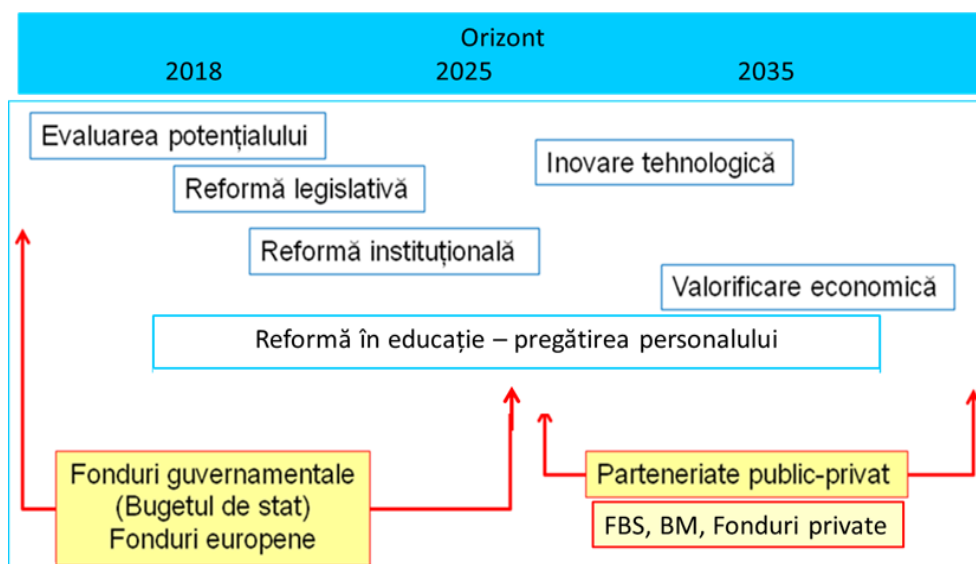 Orizont
2018 2025 2035
Evaluarea potențialului
Inovare tehnologică
Reformă legislativă
Reformă instituțională
Valorificare economică
Reformă în educație – pregătirea personalului
Fonduri guvernamentale
(Bugetul de stat)
Fonduri europene
Parteneriate public-privat
FBS, BM, Fonduri private